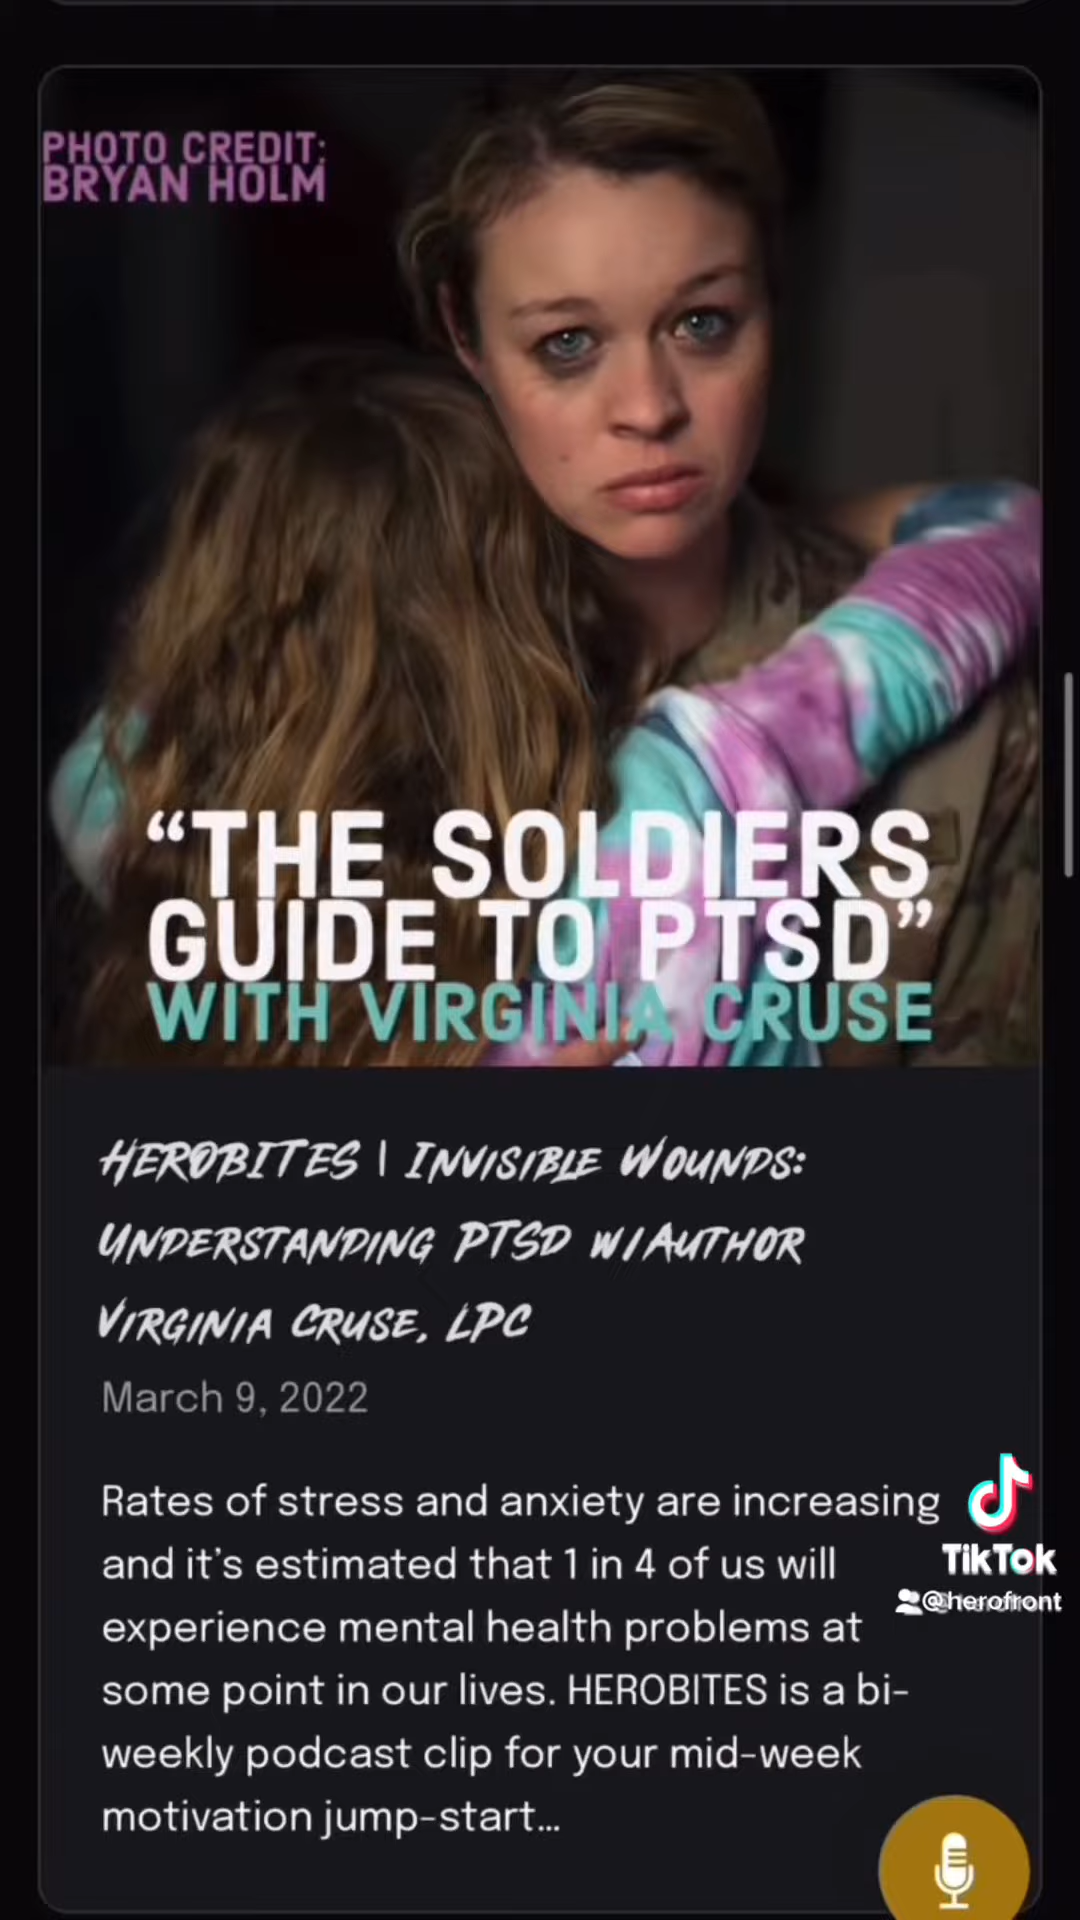 PHOTO CREDIT:
BRYAN HOLM
“THE SOLDIERS
GUIDE TO PTSD”
WITH VIRGINIA CRUSE
HEROBITES | INVISIBLE WOUNDS:
UNDERSTANDING PTSD W/AUTHOR
VIRGINIA CRUSE, LPC
March 9, 2022
Rates of stress and anxiety are increasing
and it’s estimated that 1 in 4 of us will
experience mental health problems at
some point in our lives. HEROBITES is a bi-
weekly podcast clip for your mid-week
motivation jump-start...
TikTok
@herofront